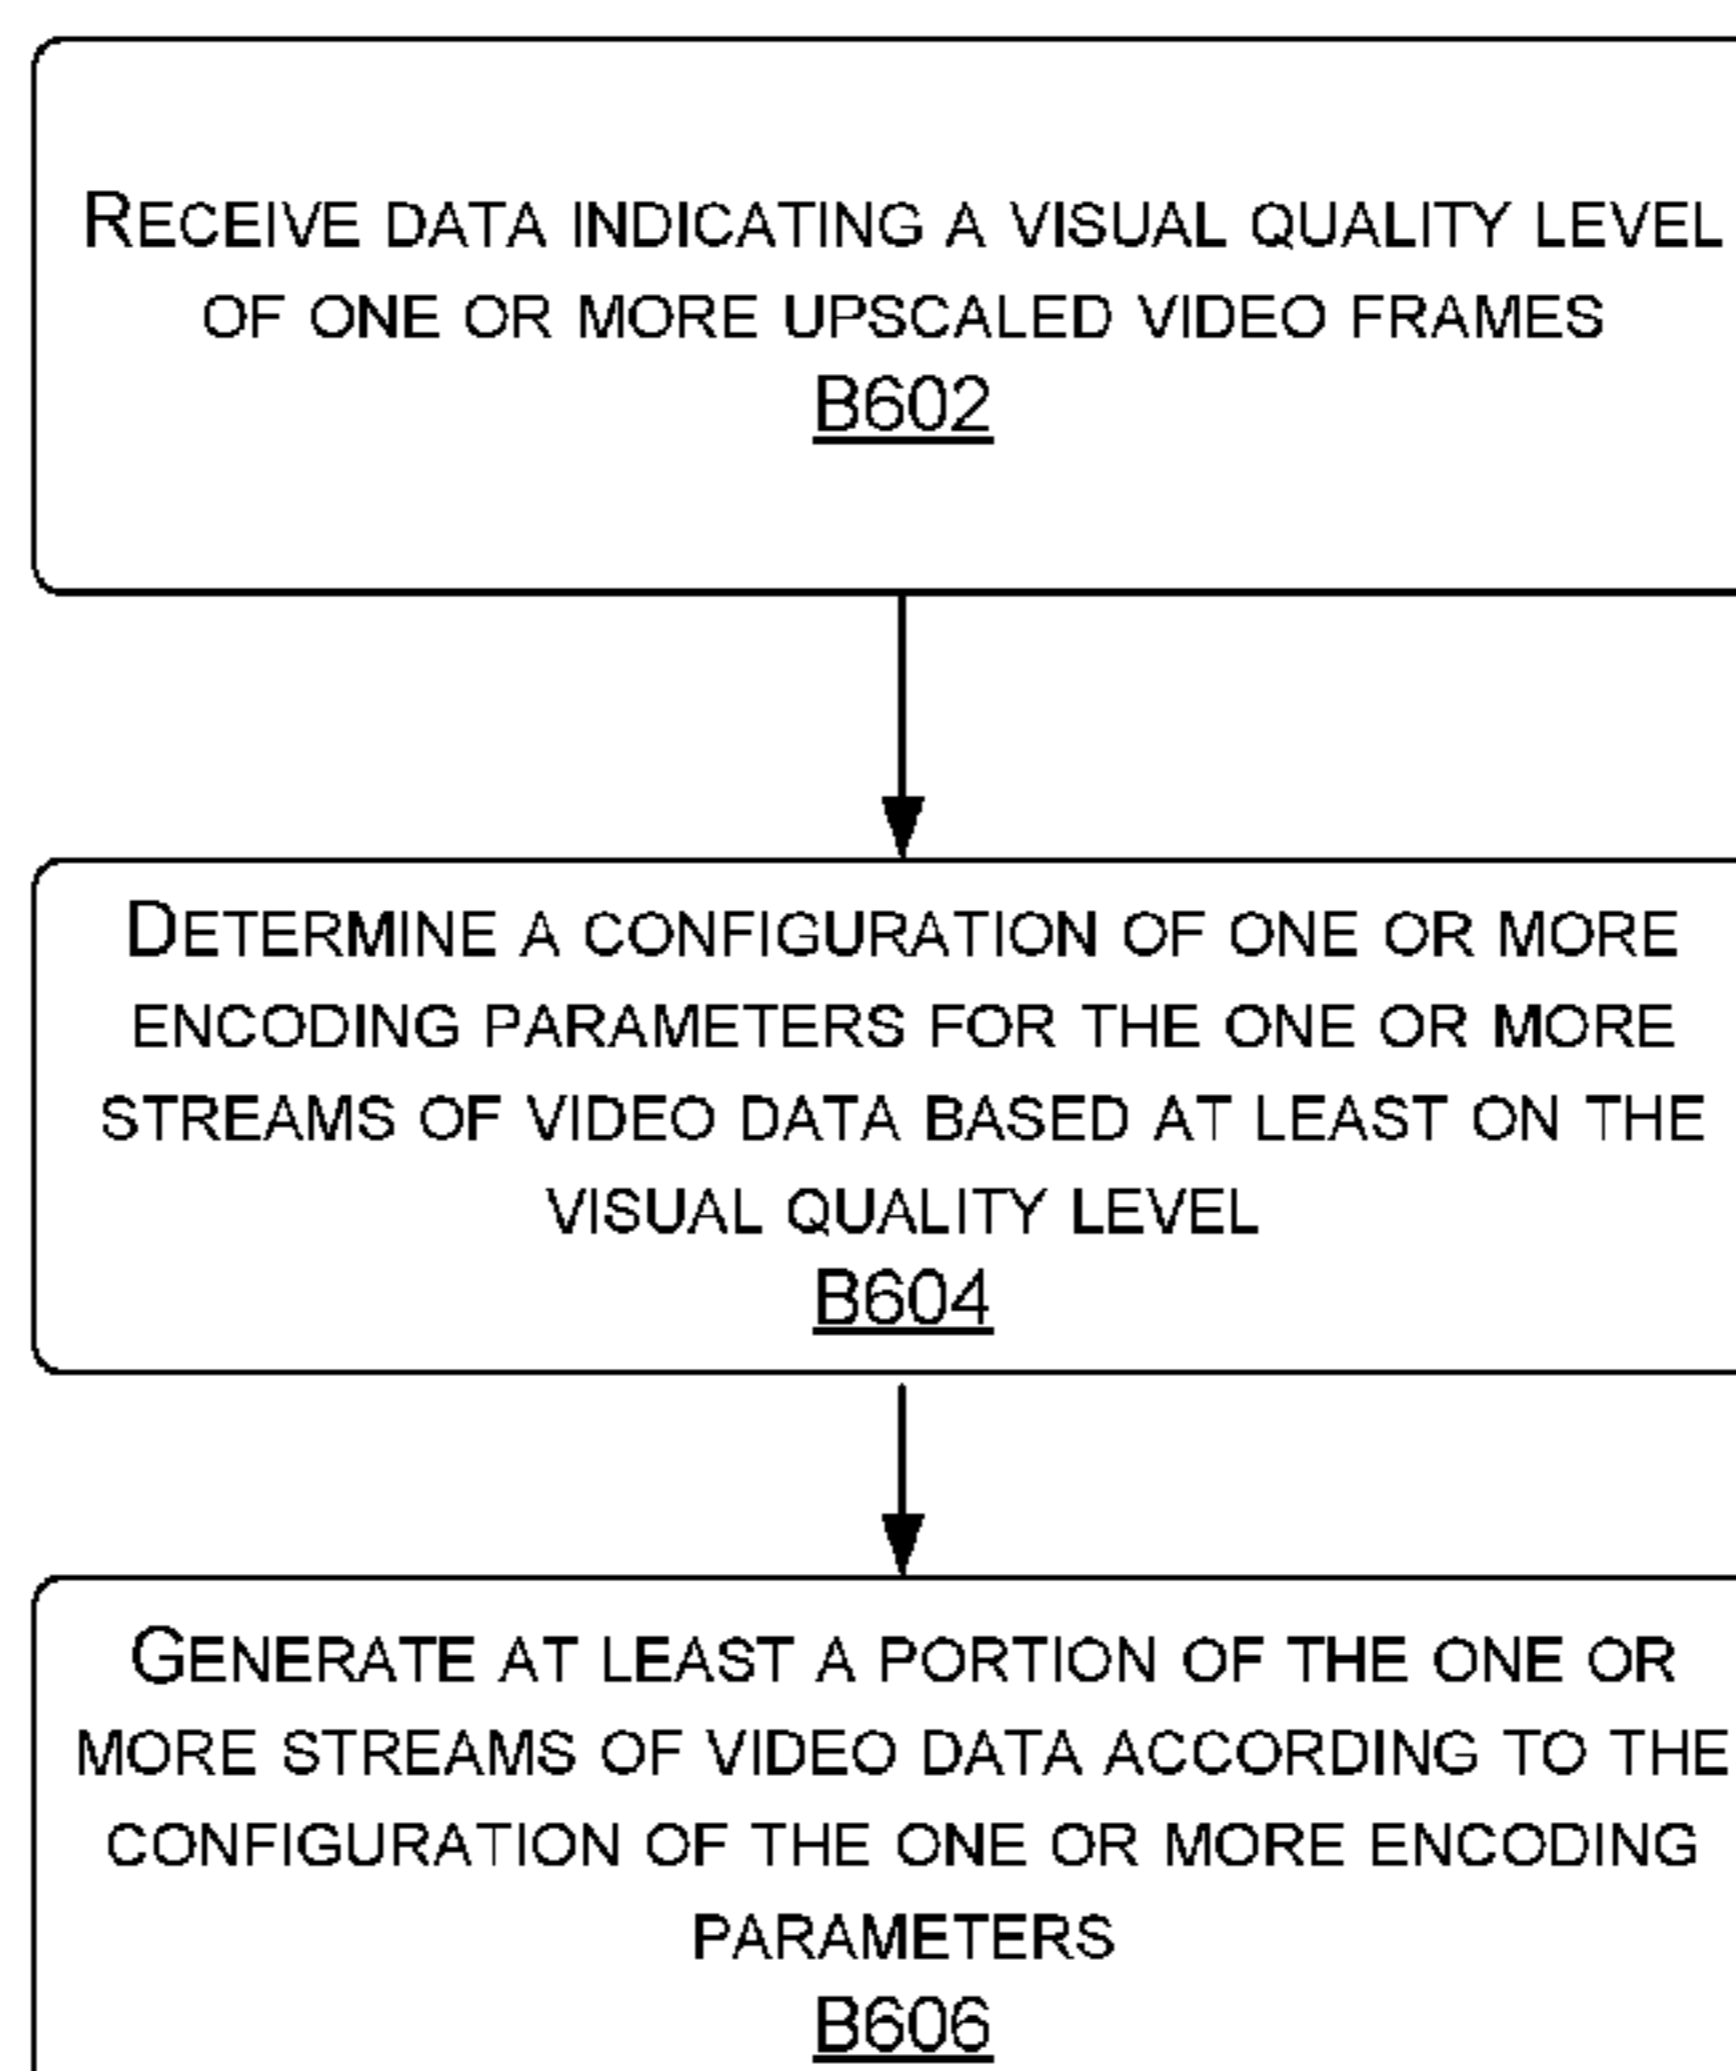 RECEIVE DATA INDICATING A VISUAL QUALITY LEVEL
OF ONE OR MORE UPSCALED VIDEO FRAMES
B602
DETERMINE A CONFIGURATION OF ONE OR MORE
ENCODING PARAMETERS FOR THE ONE OR MORE
STREAMS OF VIDEO DATA BASED AT LEAST ON THE
VISUAL QUALITY LEVEL
B604
GENERATE AT LEAST A PORTION OF THE ONE OR
MORE STREAMS OF VIDEO DATA ACCORDING TO THE
CONFIGURATION OF THE ONE OR MORE ENCODING
PARAMETERS
B606